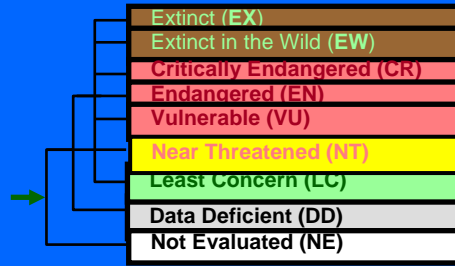 Extinct (EX)
Extinct in the Wild (EW)
Critically Endangered (CR)
Endangered (EN)
Vulnerable (VU)
Near Threatened (NT)
Least Concern (LC)
Data Deficient (DD)
Not Evaluated (NE)